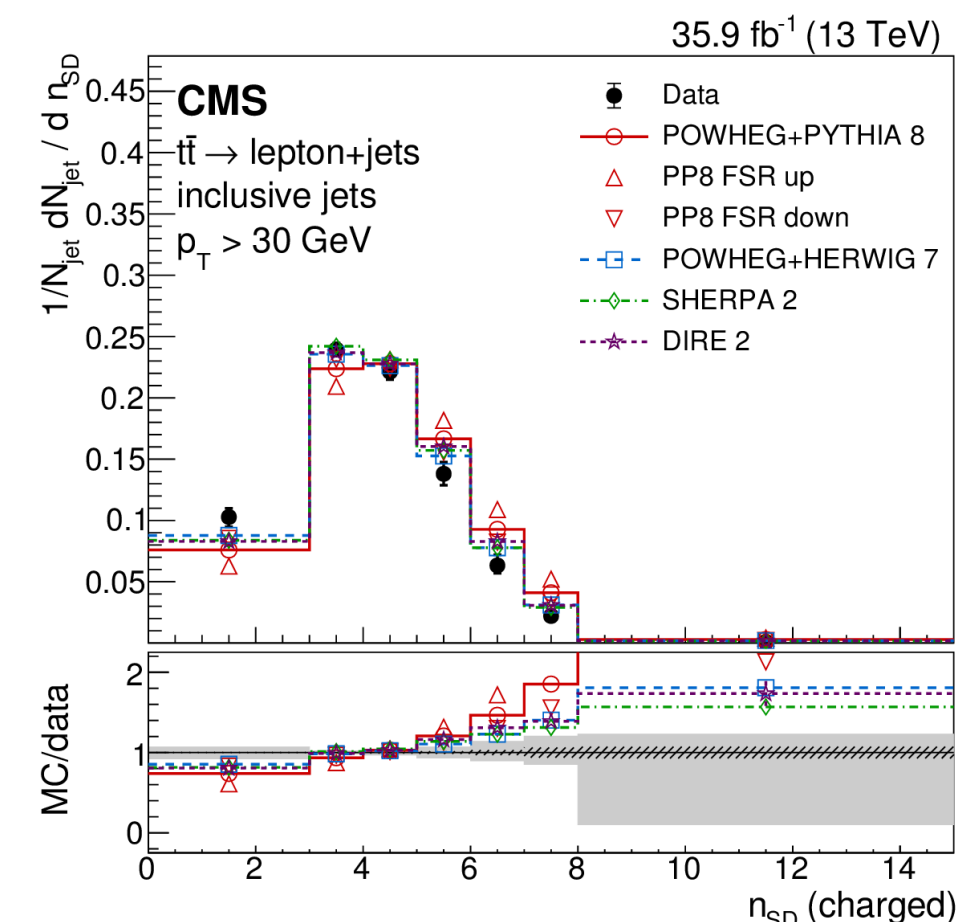 35.9 fb⁻¹ (13 TeV)
1/N_jet dN_jet / d n_SD
0.45
0.4
0.35
0.3
0.25
0.2
0.15
0.1
0.05
CMS
tt̄ → lepton+jets
inclusive jets
p_T > 30 GeV
Data
POWHEG+PYTHIA 8
PP8 FSR up
PP8 FSR down
POWHEG+HERWIG 7
SHERPA 2
DIRE 2
MC/data
2
1
0
0 2 4 6 8 10 12 14
n_SD (charged)